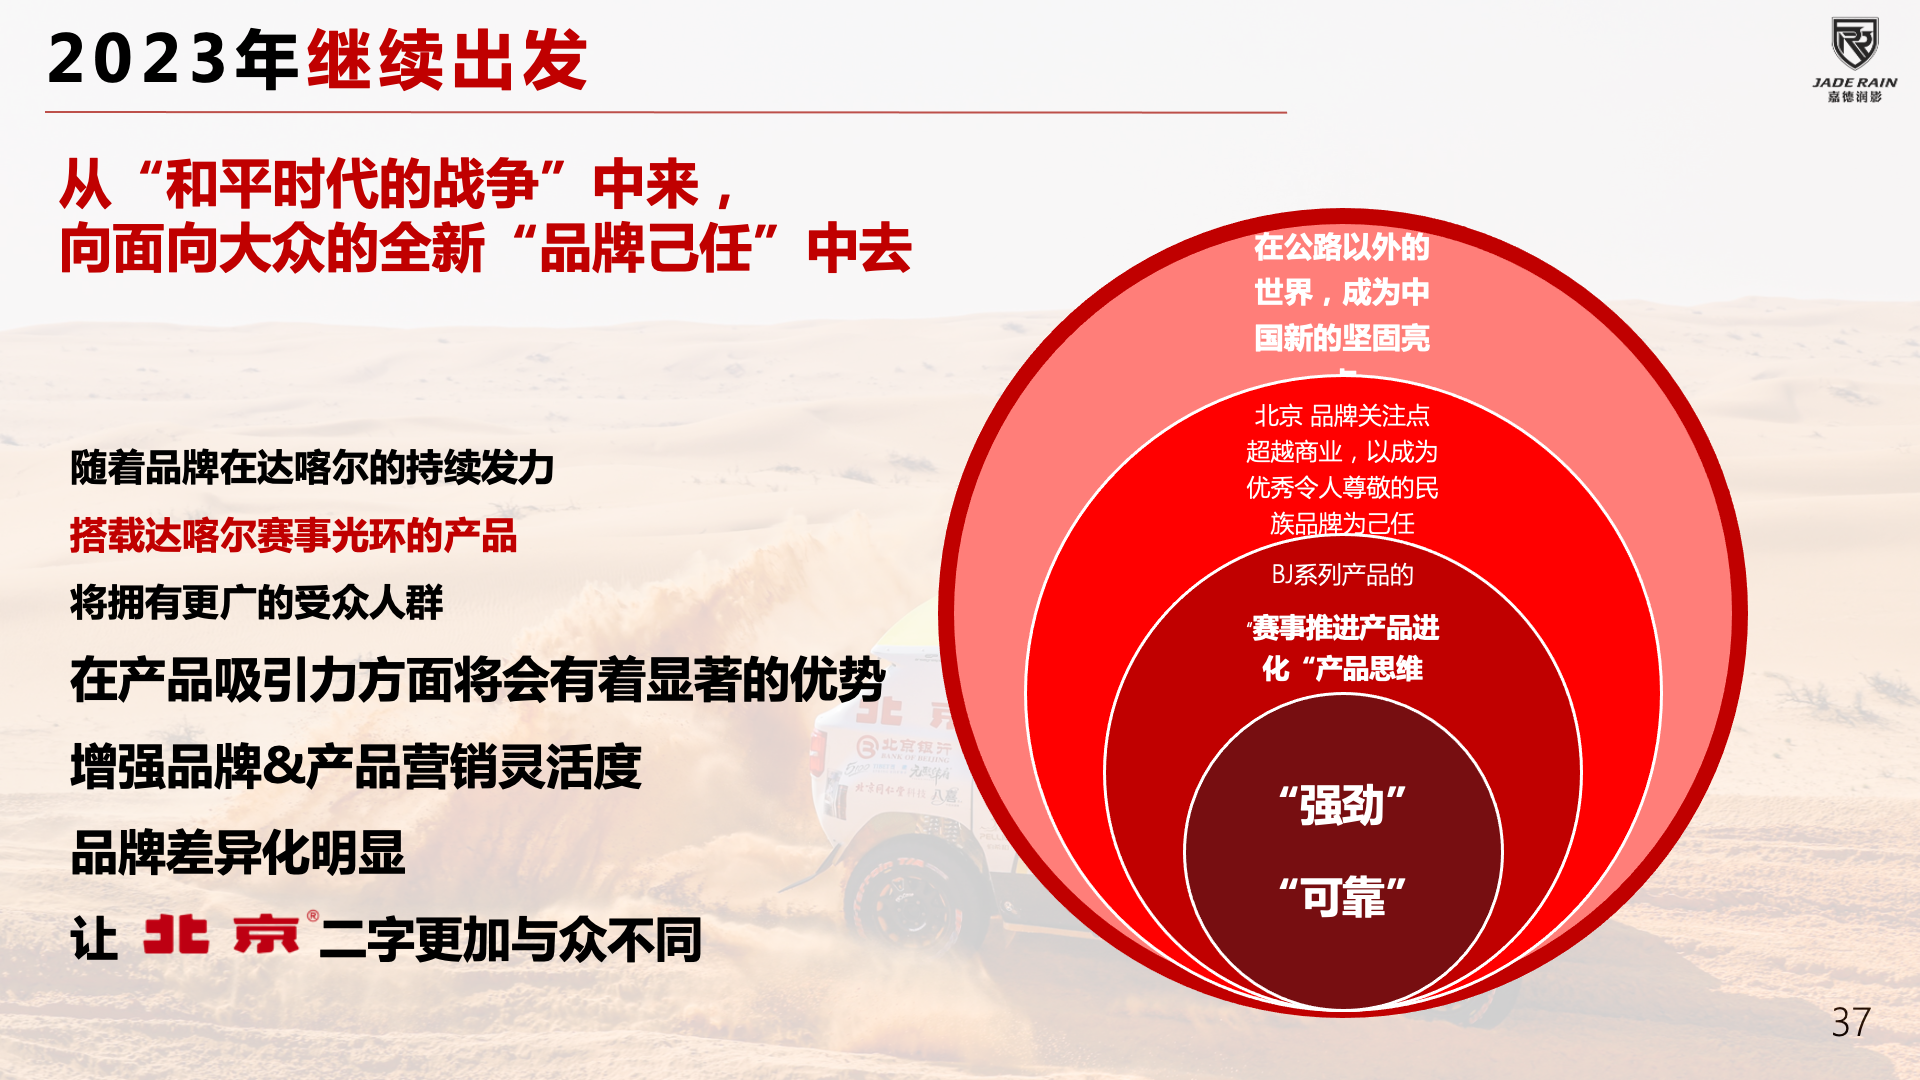 2023年继续出发
JADE RAIN
嘉德润影
从“和平时代的战争”中来，
向面向大众的全新“品牌己任”中去
随着品牌在达喀尔的持续发力
搭载达喀尔赛事光环的产品
将拥有更广的受众人群
在产品吸引力方面将会有着显著的优势
增强品牌&产品营销灵活度
品牌差异化明显
让 北京® 二字更加与众不同
在公路以外的
世界，成为中
国新的坚固亮
北京 品牌关注点
超越商业，以成为
优秀令人尊敬的民
族品牌为己任
BJ系列产品的
“赛事推进产品进
化“产品思维
“强劲”
“可靠”
北京
北京银行
BANK OF BEIJING
37